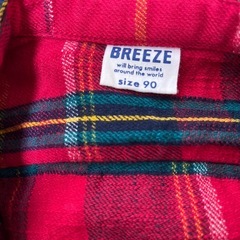 BREEZE
will bring smiles
around the world
size 90